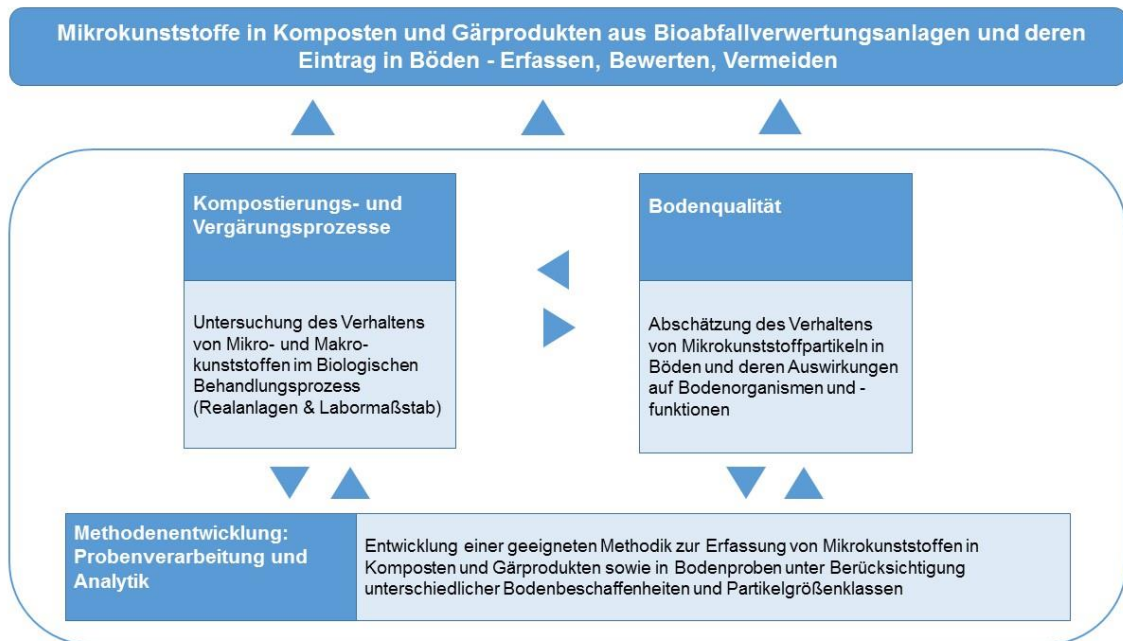 Mikrokunststoffe in Komposten und Gärprodukten aus Bioabfallverwertungsanlagen und deren
Eintrag in Böden - Erfassen, Bewerten, Vermeiden
Kompostierungs- und
Vergärungsprozesse
Untersuchung des Verhaltens
von Mikro- und Makro-
kunststoffen im Biologischen
Behandlungsprozess
(Realanlagen & Labormaßstab)
Bodenqualität
Abschätzung des Verhaltens
von Mikrokunststoffpartikeln in
Böden und deren Auswirkungen
auf Bodenorganismen und -
funktionen
Methodenentwicklung:
Probenverarbeitung und
Analytik
Entwicklung einer geeigneten Methodik zur Erfassung von Mikrokunststoffen in
Komposten und Gärprodukten sowie in Bodenproben unter Berücksichtigung
unterschiedlicher Bodenbeschaffenheiten und Partikelgrößenklassen